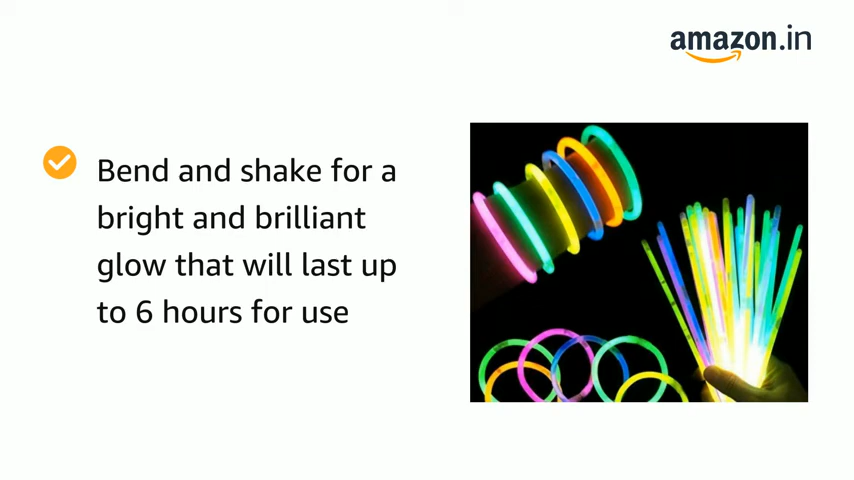 amazon.in
Bend and shake for a
bright and brilliant
glow that will last up
to 6 hours for use